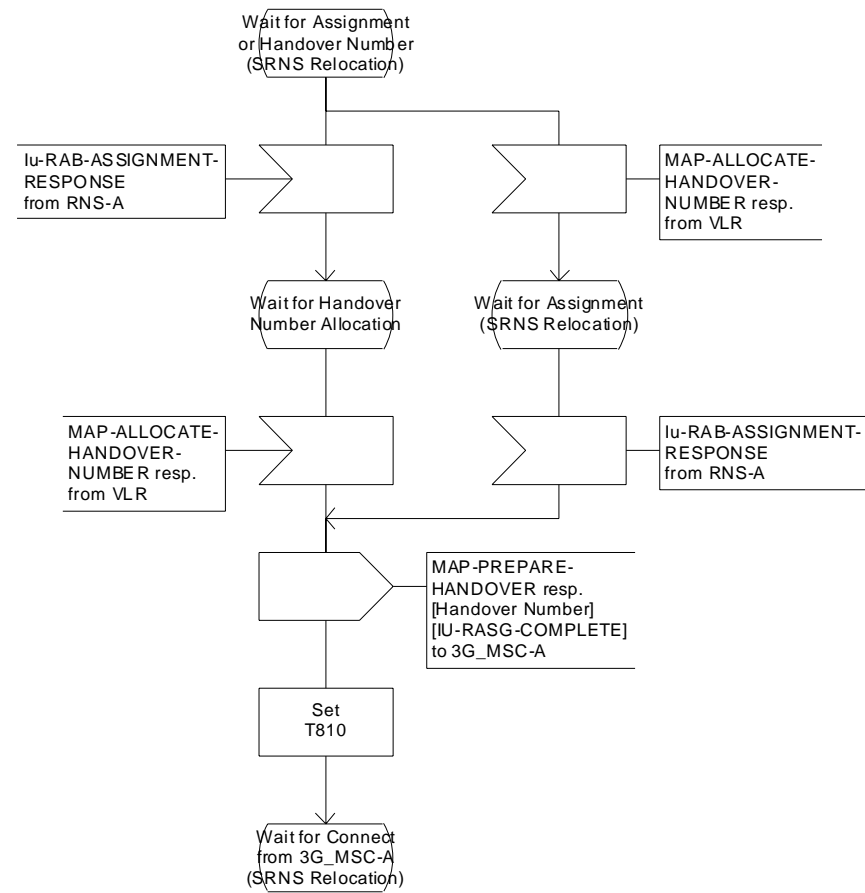 Wait for Assignment
or Handover Number
(SRNS Relocation)
Iu-RAB-ASSIGNMENT-
RESPONSE
from RNS-A
MAP-ALLOCATE-
HANDOVER-
NUMBER resp.
from VLR
Wait for Handover
Number Allocation
Wait for Assignment
(SRNS Relocation)
MAP-ALLOCATE-
HANDOVER-
NUMBER resp.
from VLR
Iu-RAB-ASSIGNMENT-
RESPONSE
from RNS-A
MAP-PREPARE-
HANDOVER resp.
[Handover Number]
[IU-RASG-COMPLETE]
to 3G_MSC-A
Set
T810
Wait for Connect
from 3G_MSC-A
(SRNS Relocation)